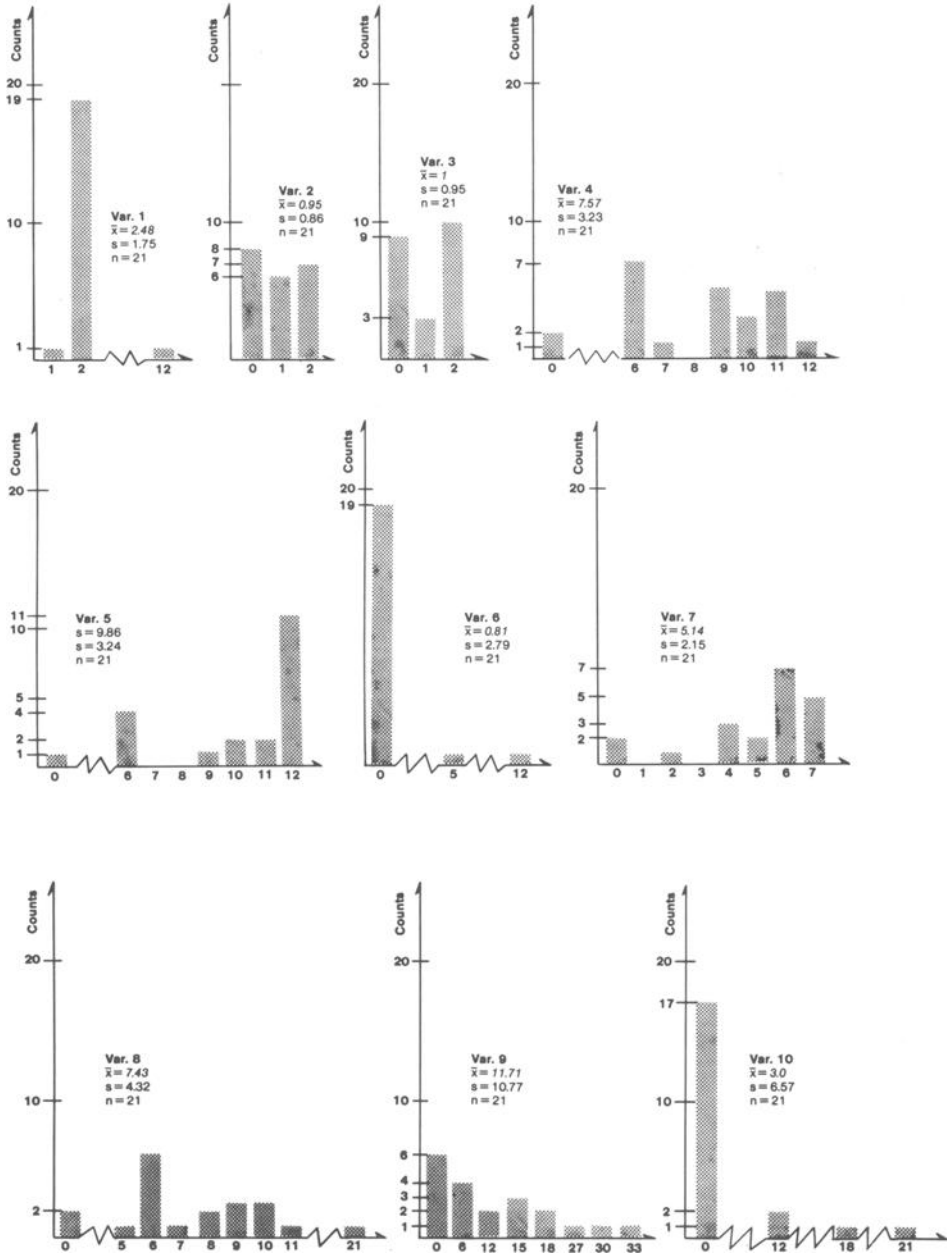 Counts
20
19
10
1
1 2 12
Var. 1
x̄ = 2.48
s = 1.75
n = 21
Counts
10
8
7
6
0 1 2
Var. 2
x̄ = 0.95
s = 0.86
n = 21
Counts
20
10
9
3
0 1 2
Var. 3
x̄ = 1
s = 0.95
n = 21
Counts
20
10
7
2
1
0 6 7 8 9 10 11 12
Var. 4
x̄ = 7.57
s = 3.23
n = 21
Counts
20
11
10
5
4
2
1
0 6 7 8 9 10 11 12
Var. 5
s = 9.86
s = 3.24
n = 21
Counts
20
19
0 5 12
Var. 6
x̄ = 0.81
s = 2.79
n = 21
Counts
20
7
5
3
2
0 1 2 3 4 5 6 7
Var. 7
x̄ = 5.14
s = 2.15
n = 21
Counts
20
10
2
0 5 6 7 8 9 10 11 21
Var. 8
x̄ = 7.43
s = 4.32
n = 21
Counts
20
10
6
4
3
2
1
0 6 12 15 18 27 30 33
Var. 9
x̄ = 11.71
s = 10.77
n = 21
Counts
20
17
10
2
1
0 12 18 21
Var. 10
x̄ = 3.0
s = 6.57
n = 21